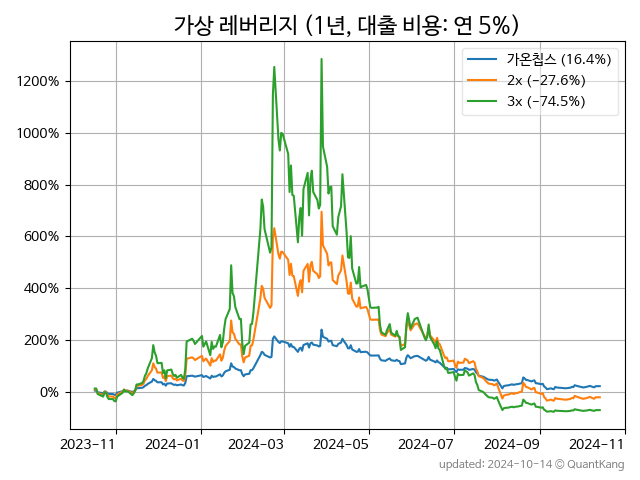 가상 레버리지 (1년, 대출 비용: 연 5%)
가온칩스 (16.4%)
2x (-27.6%)
3x (-74.5%)
1200%
1000%
800%
600%
400%
200%
0%
2023-11
2024-01
2024-03
2024-05
2024-07
2024-09
2024-11
updated: 2024-10-14 © QuantKang